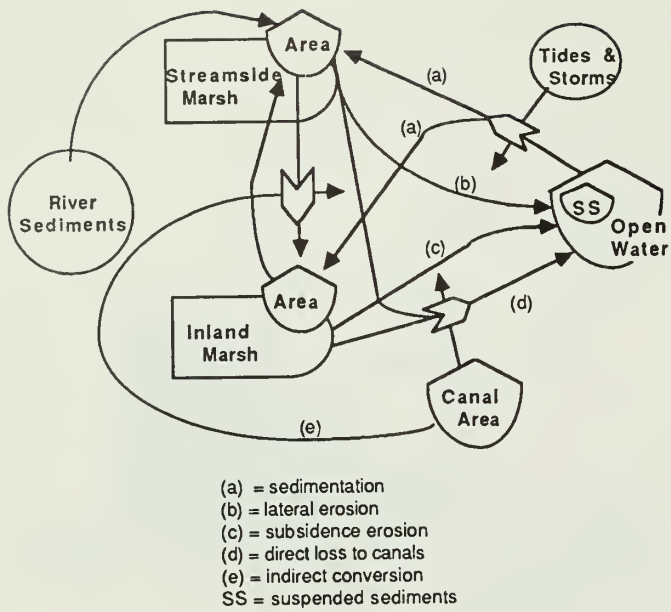 Area
Streamside
Marsh
Tides &
Storms
(a)
(a)
(b)
River
Sediments
SS
Open
Water
(c)
Area
Inland
Marsh
(d)
Canal
Area
(e)
(a) = sedimentation
(b) = lateral erosion
(c) = subsidence erosion
(d) = direct loss to canals
(e) = indirect conversion
SS = suspended sediments